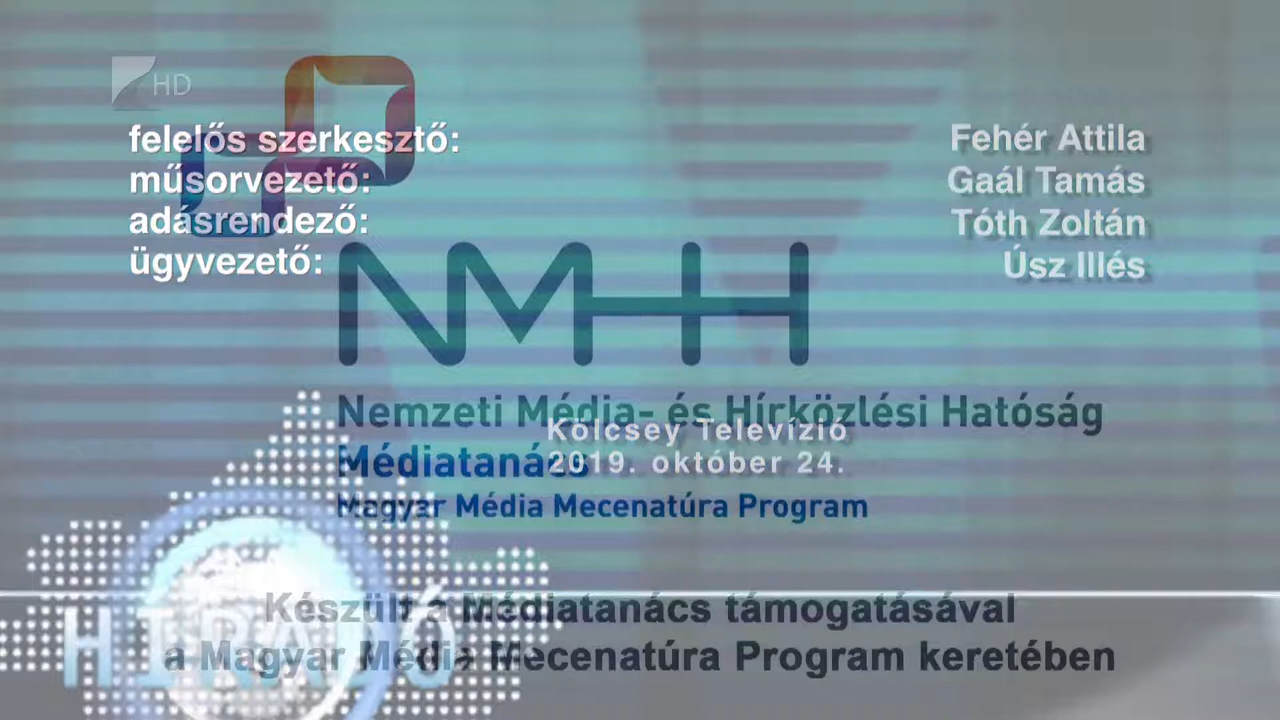 HD
felelős szerkesztő: Fehér Attila
műsorvezető: Gaál Tamás
adásrendező: Tóth Zoltán
ügyvezető: Úsz Illés
NMHH
Nemzeti Média- és Hírközlési Hatóság
Kölcsey Televízió
Médiatanács
2019. október 24.
Magyar Média Mecenatúra Program
HÍRADÓ
Készült a Médiatanács támogatásával
a Magyar Média Mecenatúra Program keretében